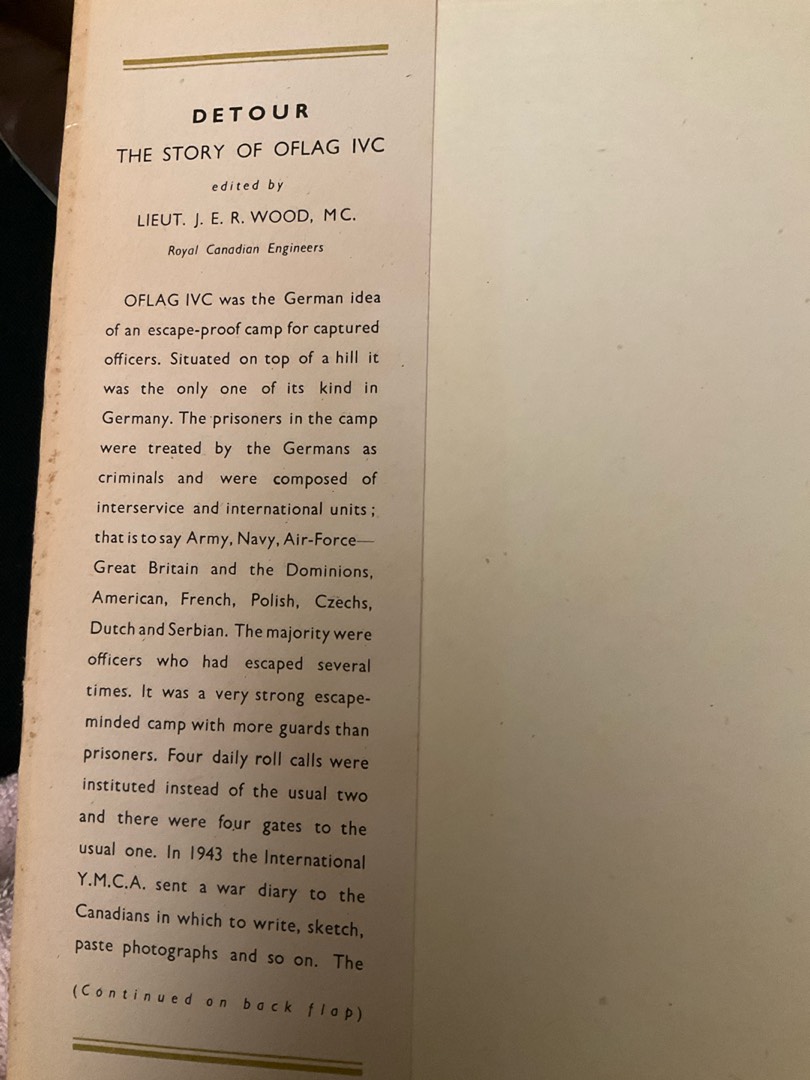 DETOUR
THE STORY OF OFLAG IVC
edited by
LIEUT. J. E. R. WOOD, MC.
Royal Canadian Engineers
OFLAG IVC was the German idea
of an escape-proof camp for captured
officers. Situated on top of a hill it
was the only one of its kind in
Germany. The prisoners in the camp
were treated by the Germans as
criminals and were composed of
interservice and international units ;
that is to say Army, Navy, Air-Force—
Great Britain and the Dominions,
American, French, Polish, Czechs,
Dutch and Serbian. The majority were
officers who had escaped several
times. It was a very strong escape-
minded camp with more guards than
prisoners. Four daily roll calls were
instituted instead of the usual two
and there were four gates to the
usual one. In 1943 the International
Y.M.C.A. sent a war diary to the
Canadians in which to write, sketch,
paste photographs and so on. The
(Continued on back flap)